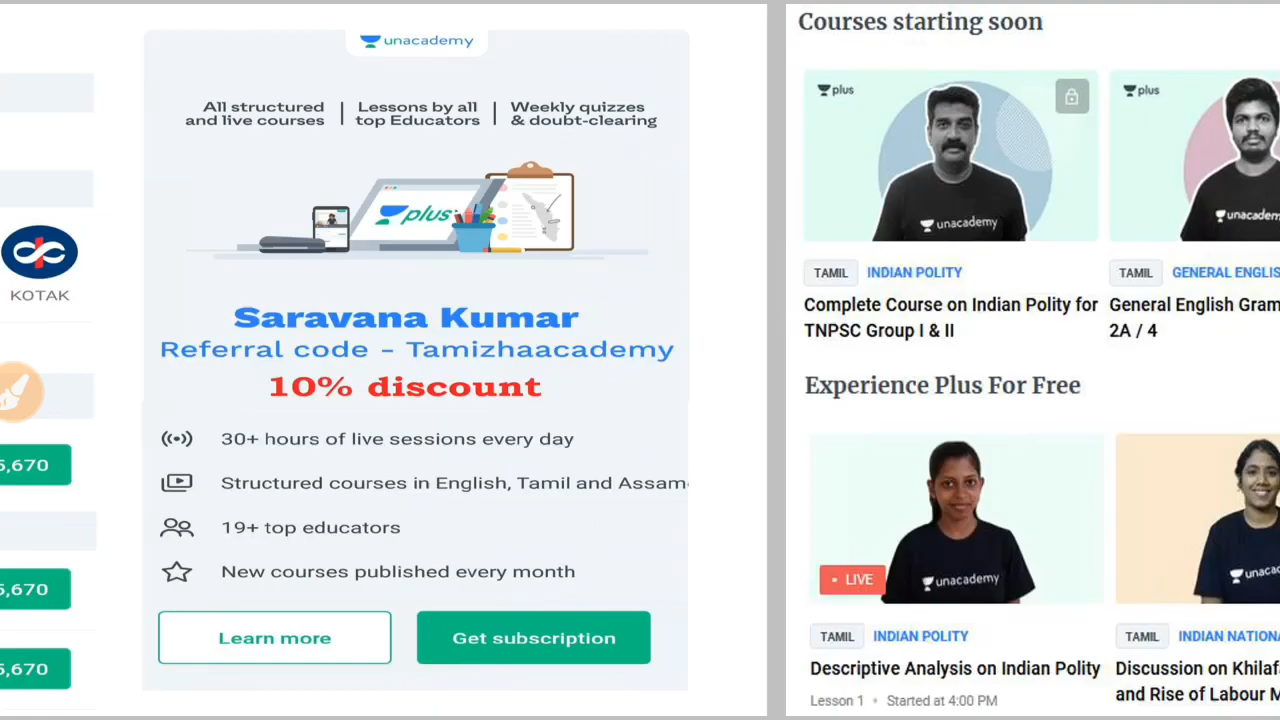 KOTAK
5,670
5,670
5,670
unacademy
All structured
and live courses
Lessons by all
top Educators
Weekly quizzes
& doubt-clearing
plus
Saravana Kumar
Referral code - Tamizhaacademy
10% discount
30+ hours of live sessions every day
Structured courses in English, Tamil and Assam
19+ top educators
New courses published every month
Learn more
Get subscription
Courses starting soon
plus
unacademy
TAMIL INDIAN POLITY
Complete Course on Indian Polity for
TNPSC Group I & II
plus
unacadem
TAMIL GENERAL ENGLIS
General English Gram
2A / 4
Experience Plus For Free
unacademy
LIVE
TAMIL INDIAN POLITY
Descriptive Analysis on Indian Polity
Lesson 1 • Started at 4:00 PM
unaca
TAMIL INDIAN NATIONA
Discussion on Khilafa
and Rise of Labour M